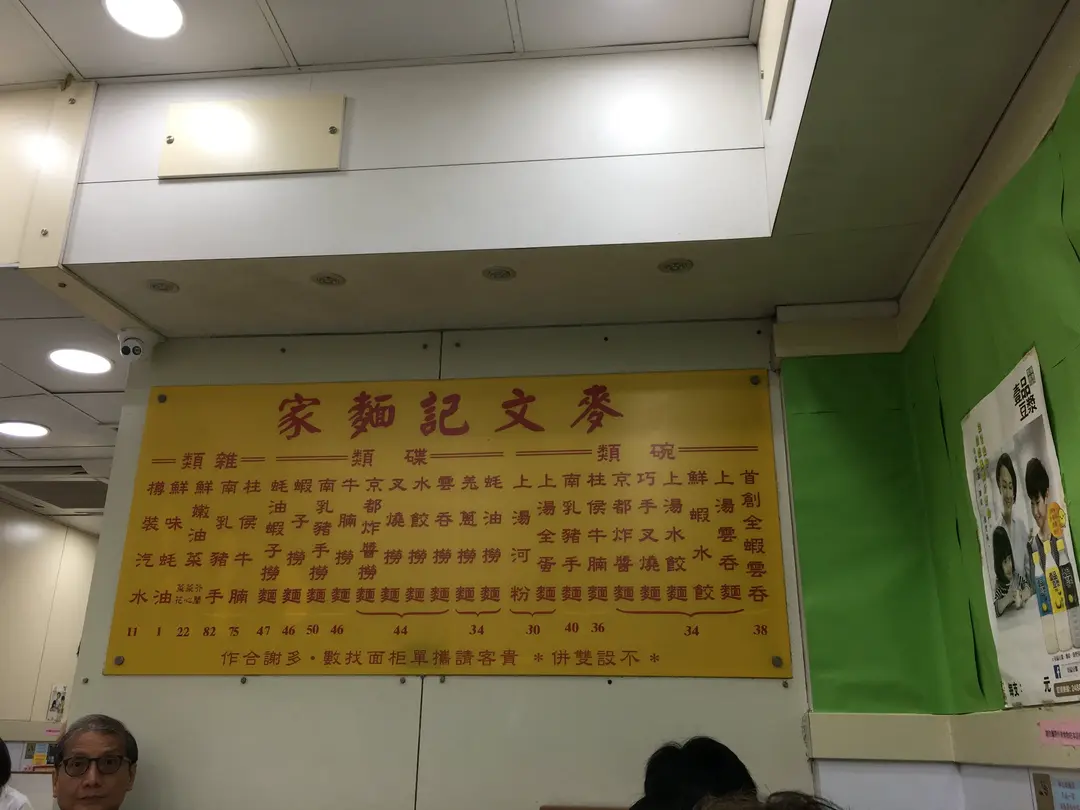 麥文記麵家
碗類
首創全蝦雲吞
上湯雲吞麵
鮮蝦水餃
上湯水餃麵
巧手叉燒麵
京都炸醬麵
柱侯牛腩麵
南乳豬手麵
上湯全蛋麵
上湯河粉
碟類
蚝油撈麵
羗蔥撈麵
雲吞撈麵
水餃撈麵
叉燒撈麵
京都炸醬撈麵
牛腩撈麵
南乳豬手撈麵
蝦子撈麵
蚝油蝦子撈麵
雜類
柱侯牛腩
南乳豬手
鮮嫩油菜
鮮味蚝油
樽裝汽水
11 1 22 82 75 47 46 50 46 44 34 30 40 36 34 38
＊不設雙併＊ 貴客請攜單柜面找數・多謝合作
壹品
豆漿